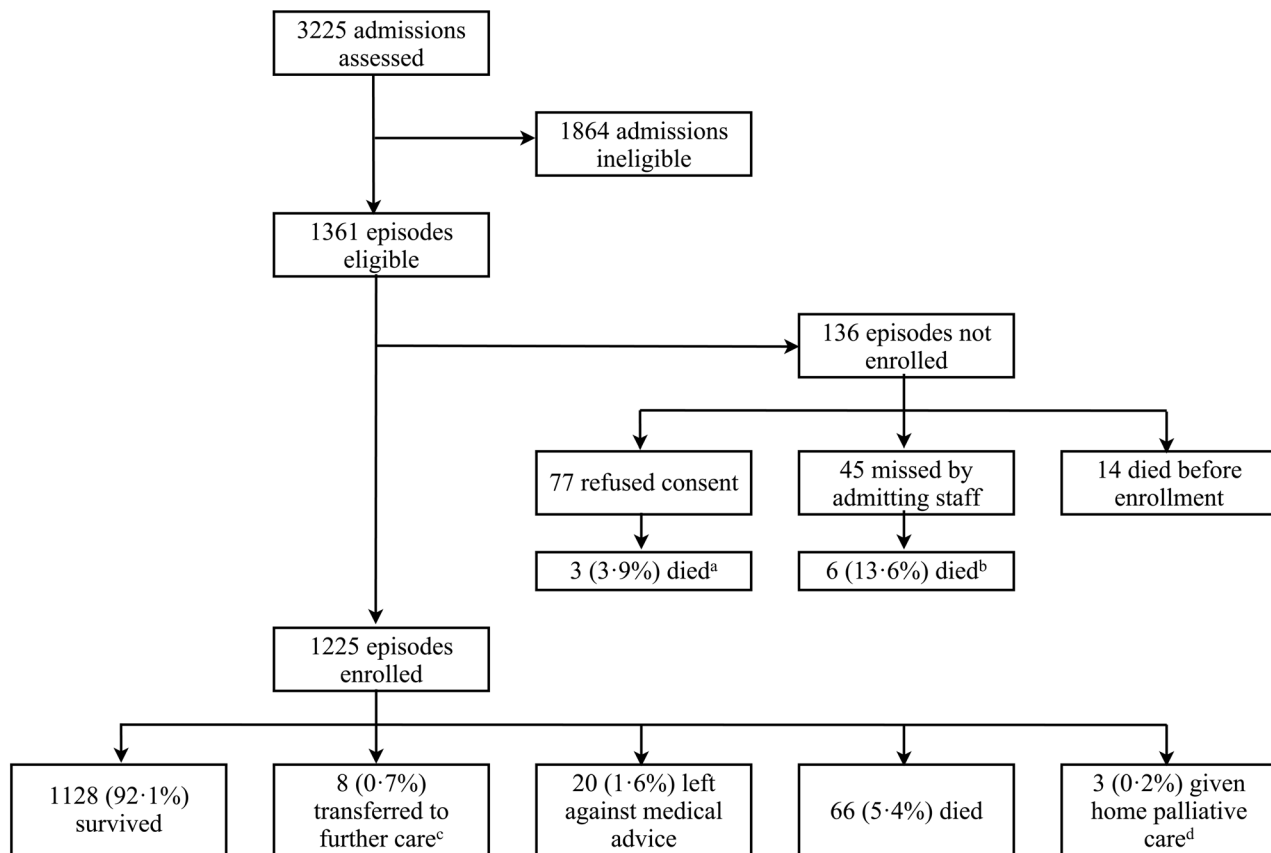 3225 admissions
assessed
1864 admissions
ineligible
1361 episodes
eligible
136 episodes not
enrolled
77 refused consent
45 missed by
admitting staff
14 died before
enrollment
3 (3·9%) diedᵃ
6 (13·6%) diedᵇ
1225 episodes
enrolled
1128 (92·1%)
survived
8 (0·7%)
transferred to
further careᶜ
20 (1·6%) left
against medical
advice
66 (5·4%) died
3 (0·2%) given
home palliative
careᵈ